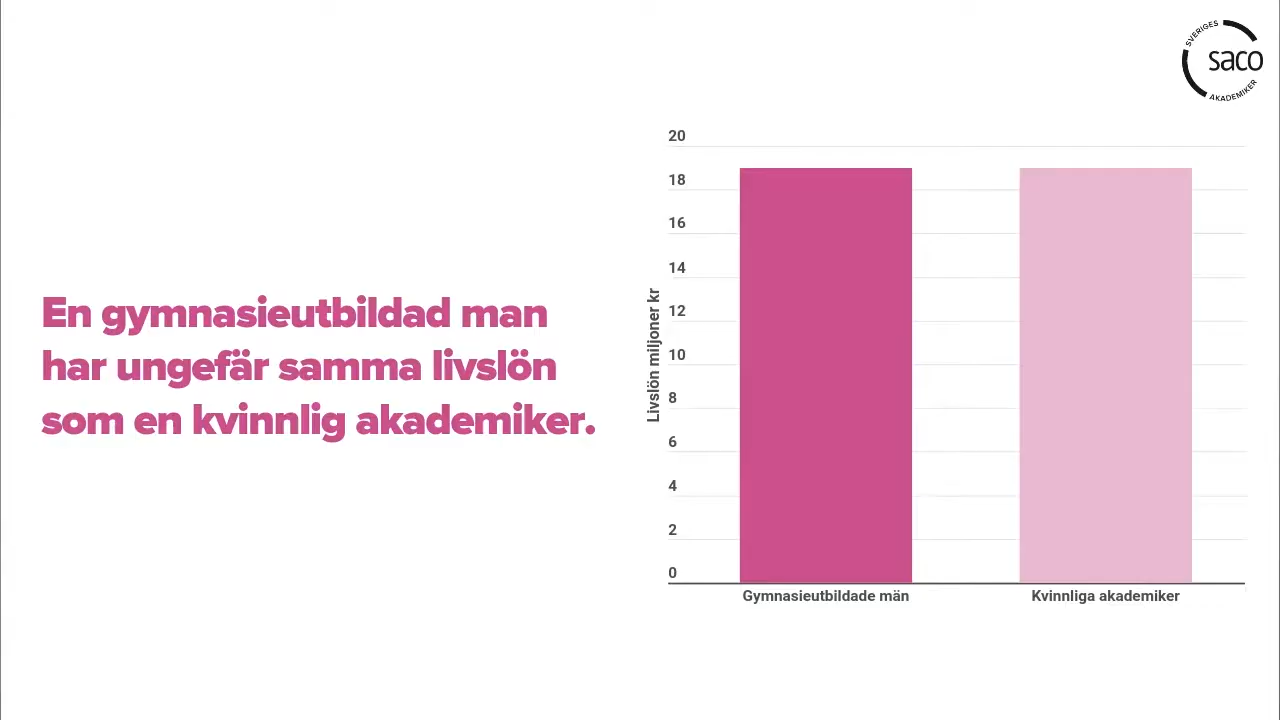 SVERIGES
saco
AKADEMIKER
En gymnasieutbildad man
har ungefär samma livslön
som en kvinnlig akademiker.
Livslön miljoner kr
20
18
16
14
12
10
8
6
4
2
0
Gymnasieutbildade män
Kvinnliga akademiker